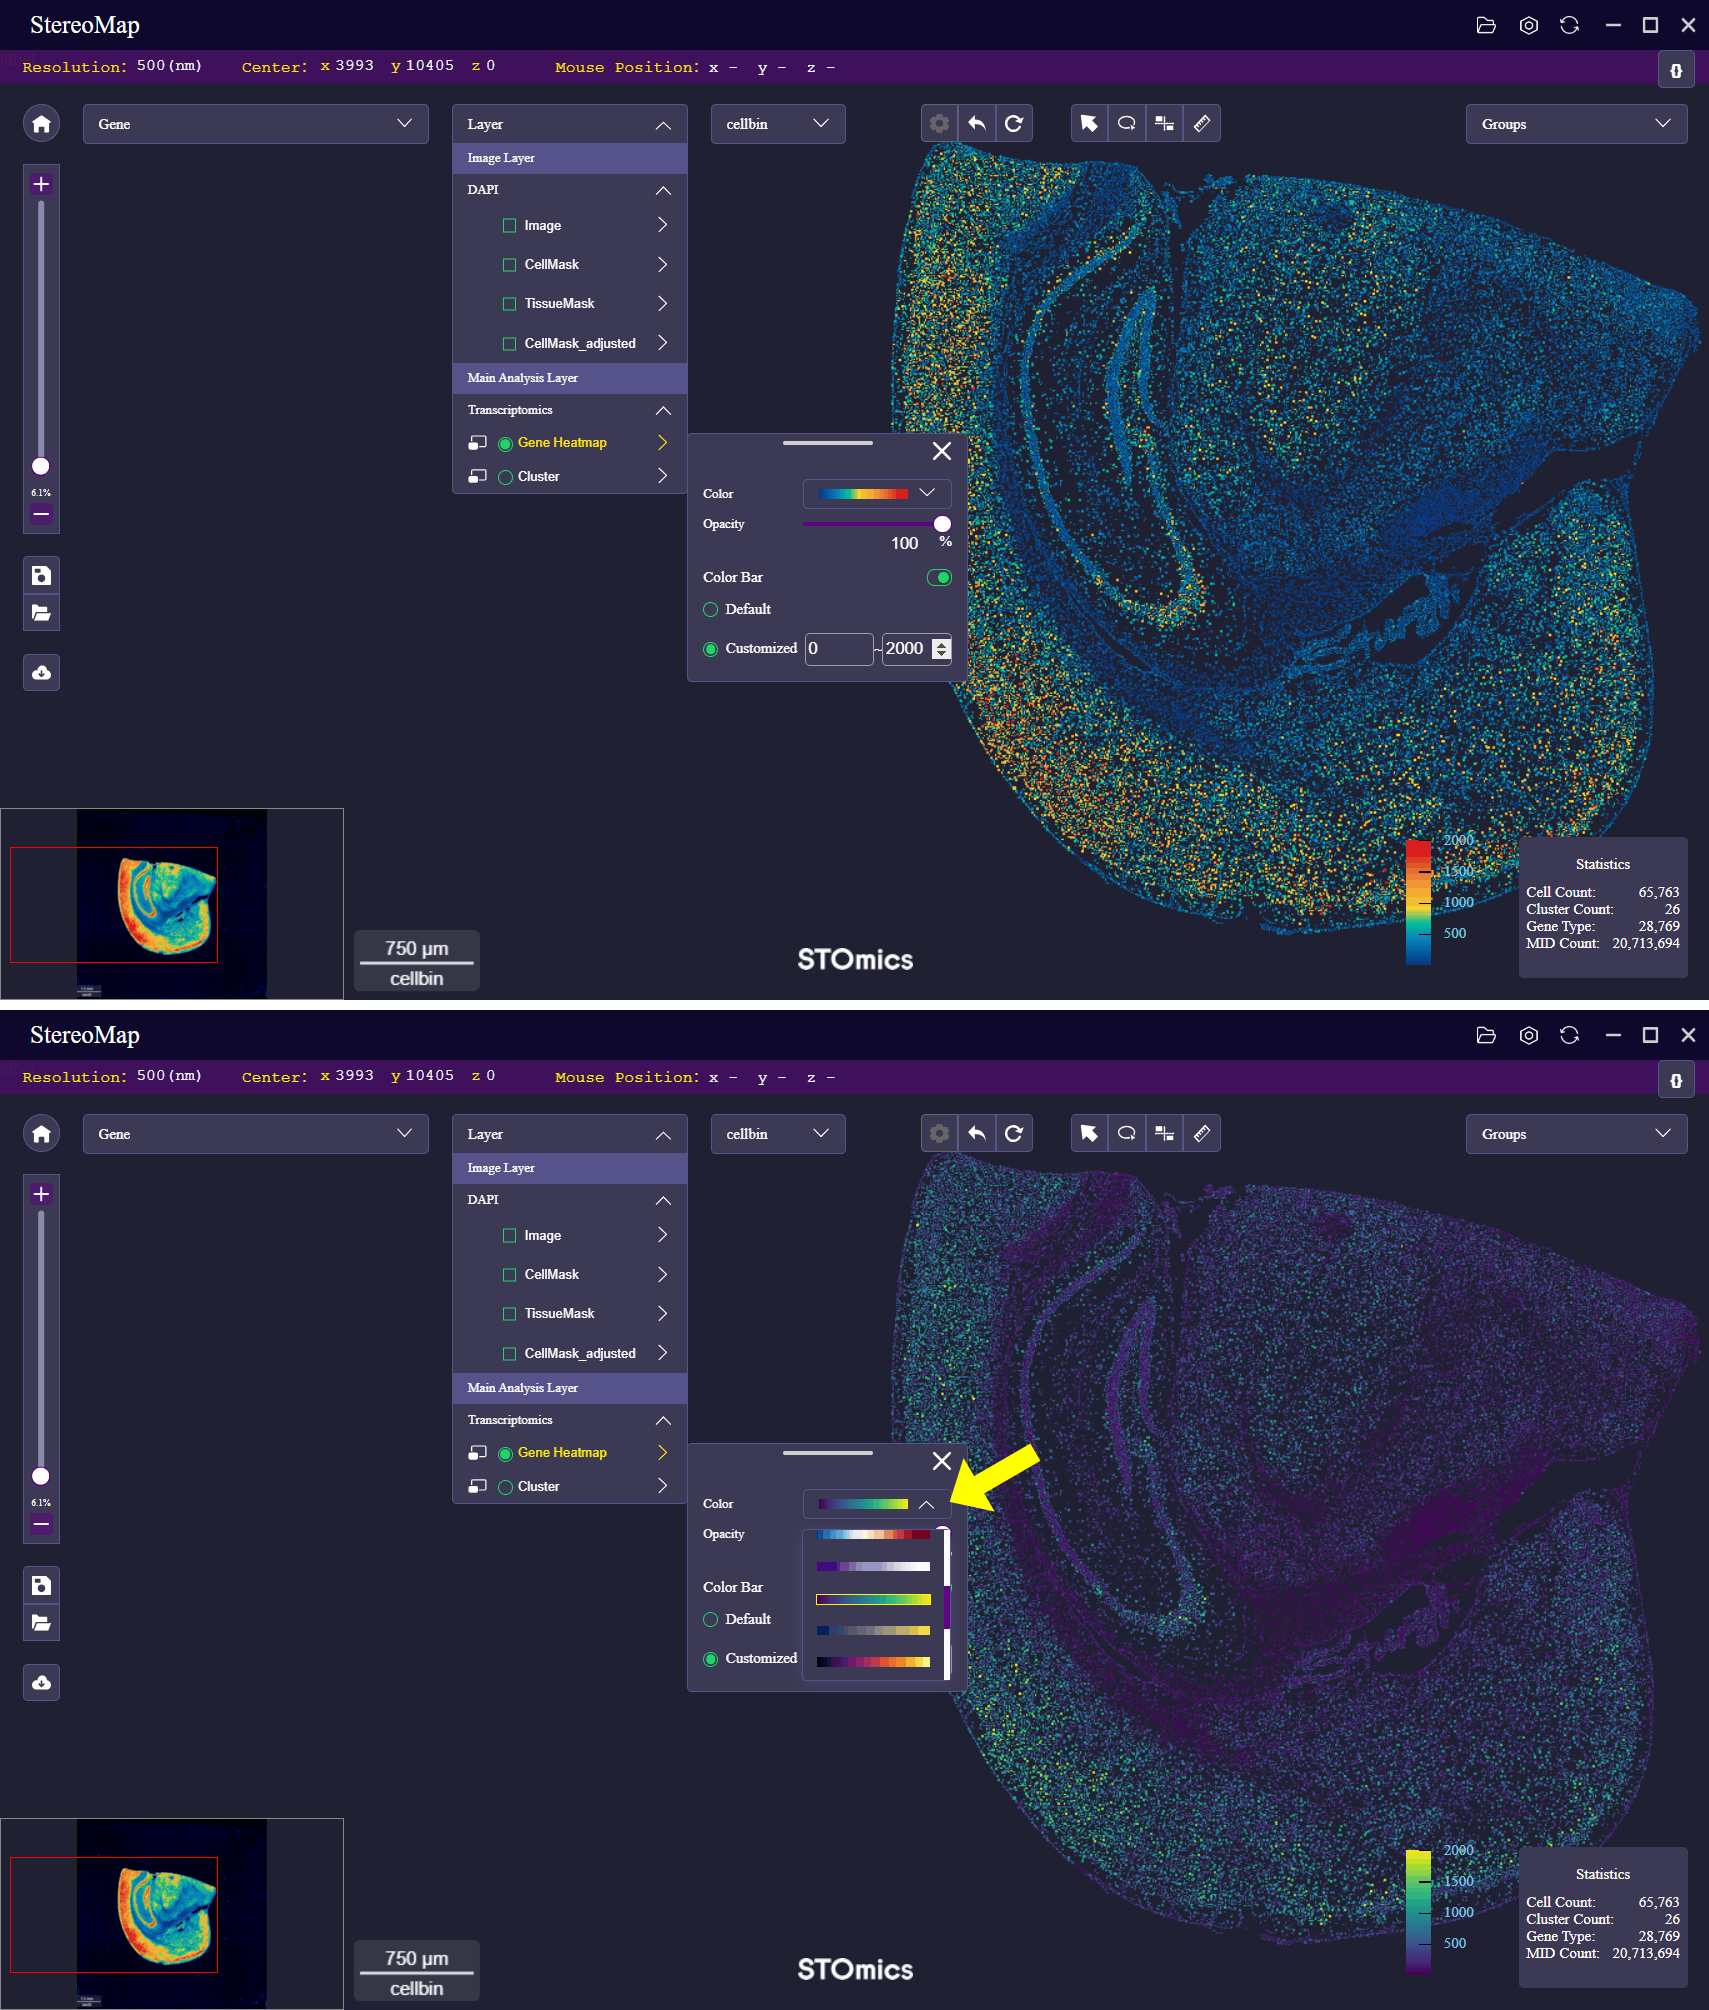 StereoMap
Resolution: 500(nm) Center: x 3993 y 10405 z 0 Mouse Position: x - y - z -
Gene
Layer
cellbin
Groups
Image Layer
DAPI
Image
CellMask
TissueMask
CellMask_adjusted
Main Analysis Layer
Transcriptomics
Gene Heatmap
Cluster
6.1%
Color
Opacity
100 %
Color Bar
Default
Customized 0 ~ 2000
2000
1500
1000
500
Statistics
Cell Count: 65,763
Cluster Count: 26
Gene Type: 28,769
MID Count: 20,713,694
750 μm
cellbin
STOmics
StereoMap
Resolution: 500(nm) Center: x 3993 y 10405 z 0 Mouse Position: x - y - z -
Gene
Layer
cellbin
Groups
Image Layer
DAPI
Image
CellMask
TissueMask
CellMask_adjusted
Main Analysis Layer
Transcriptomics
Gene Heatmap
Cluster
6.1%
Color
Opacity
Color Bar
Default
Customized
2000
1500
1000
500
Statistics
Cell Count: 65,763
Cluster Count: 26
Gene Type: 28,769
MID Count: 20,713,694
750 μm
cellbin
STOmics